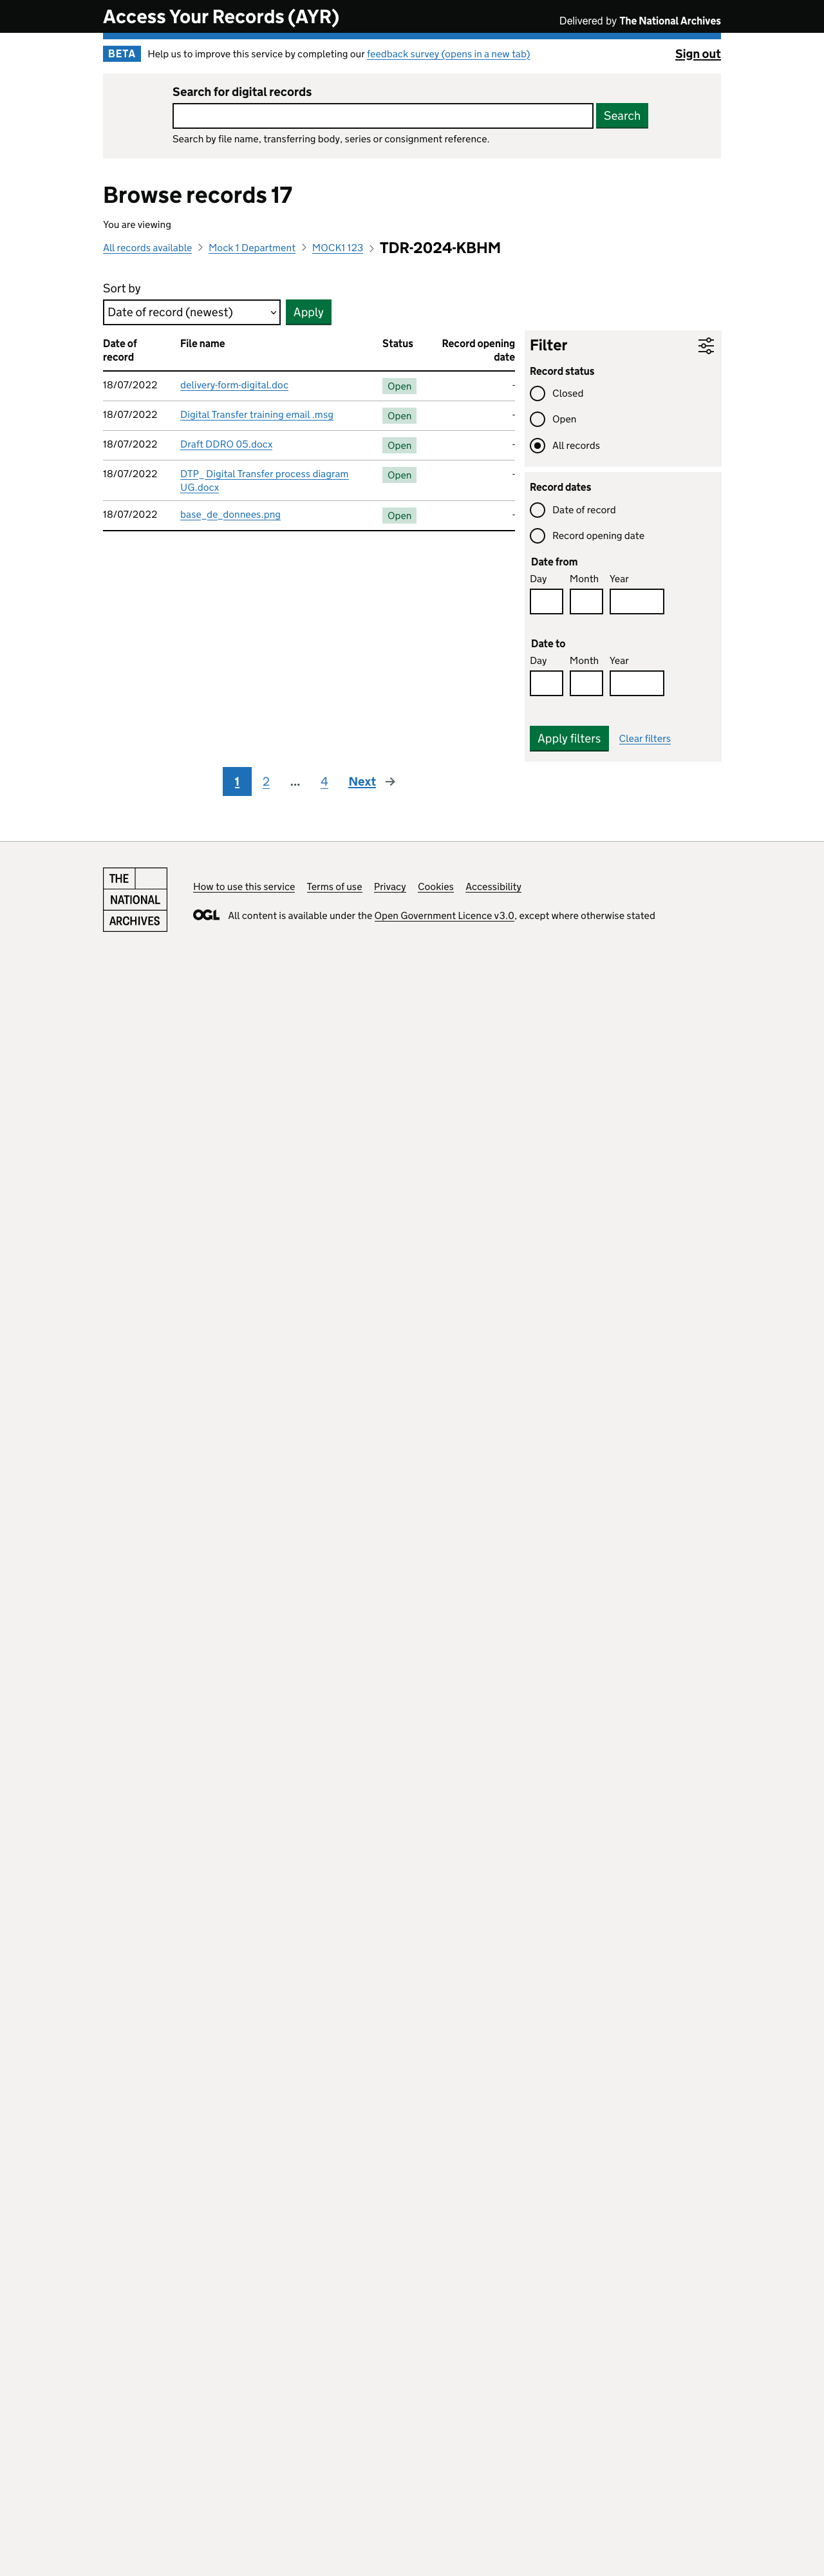 Access Your Records (AYR)
Delivered by The National Archives
BETA Help us to improve this service by completing our feedback survey (opens in a new tab)
Sign out
Search for digital records
Search
Search by file name, transferring body, series or consignment reference.
Browse records 17
You are viewing
All records available Mock 1 Department MOCK1 123 TDR-2024-KBHM
Sort by
Date of record (newest) Apply
Date of record File name Status Record opening date
18/07/2022 delivery-form-digital.doc Open -
18/07/2022 Digital Transfer training email .msg Open -
18/07/2022 Draft DDRO 05.docx Open -
18/07/2022 DTP_ Digital Transfer process diagram UG.docx Open -
18/07/2022 base_de_donnees.png Open -
Filter
Record status
Closed
Open
All records
Record dates
Date of record
Record opening date
Date from
Day Month Year
Date to
Day Month Year
Apply filters Clear filters
1 2 ... 4 Next
THE
NATIONAL
ARCHIVES
How to use this service Terms of use Privacy Cookies Accessibility
OGL All content is available under the Open Government Licence v3.0, except where otherwise stated